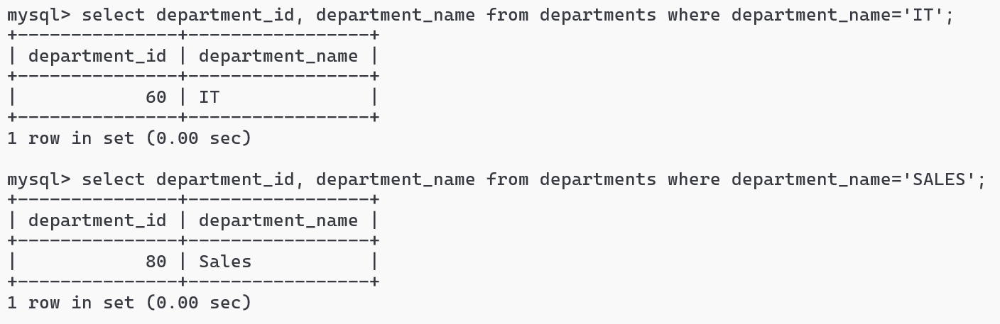 mysql> select department_id, department_name from departments where department_name='IT';
+---------------+-----------------+
| department_id | department_name |
+---------------+-----------------+
|            60 | IT              |
+---------------+-----------------+
1 row in set (0.00 sec)

mysql> select department_id, department_name from departments where department_name='SALES';
+---------------+-----------------+
| department_id | department_name |
+---------------+-----------------+
|            80 | Sales           |
+---------------+-----------------+
1 row in set (0.00 sec)